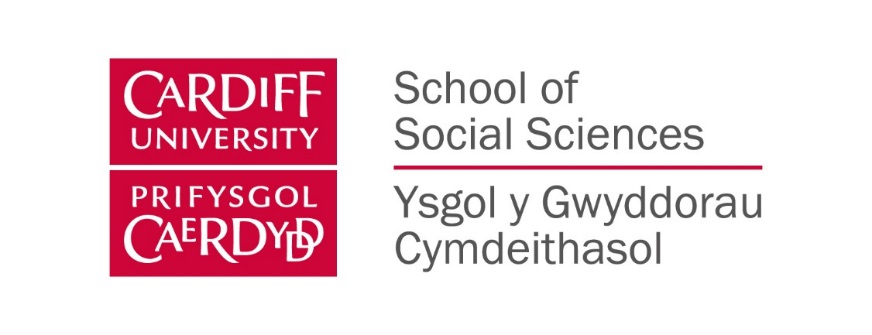 CARDIFF
UNIVERSITY
PRIFYSGOL
CAERDYDD
School of
Social Sciences
Ysgol y Gwyddorau
Cymdeithasol